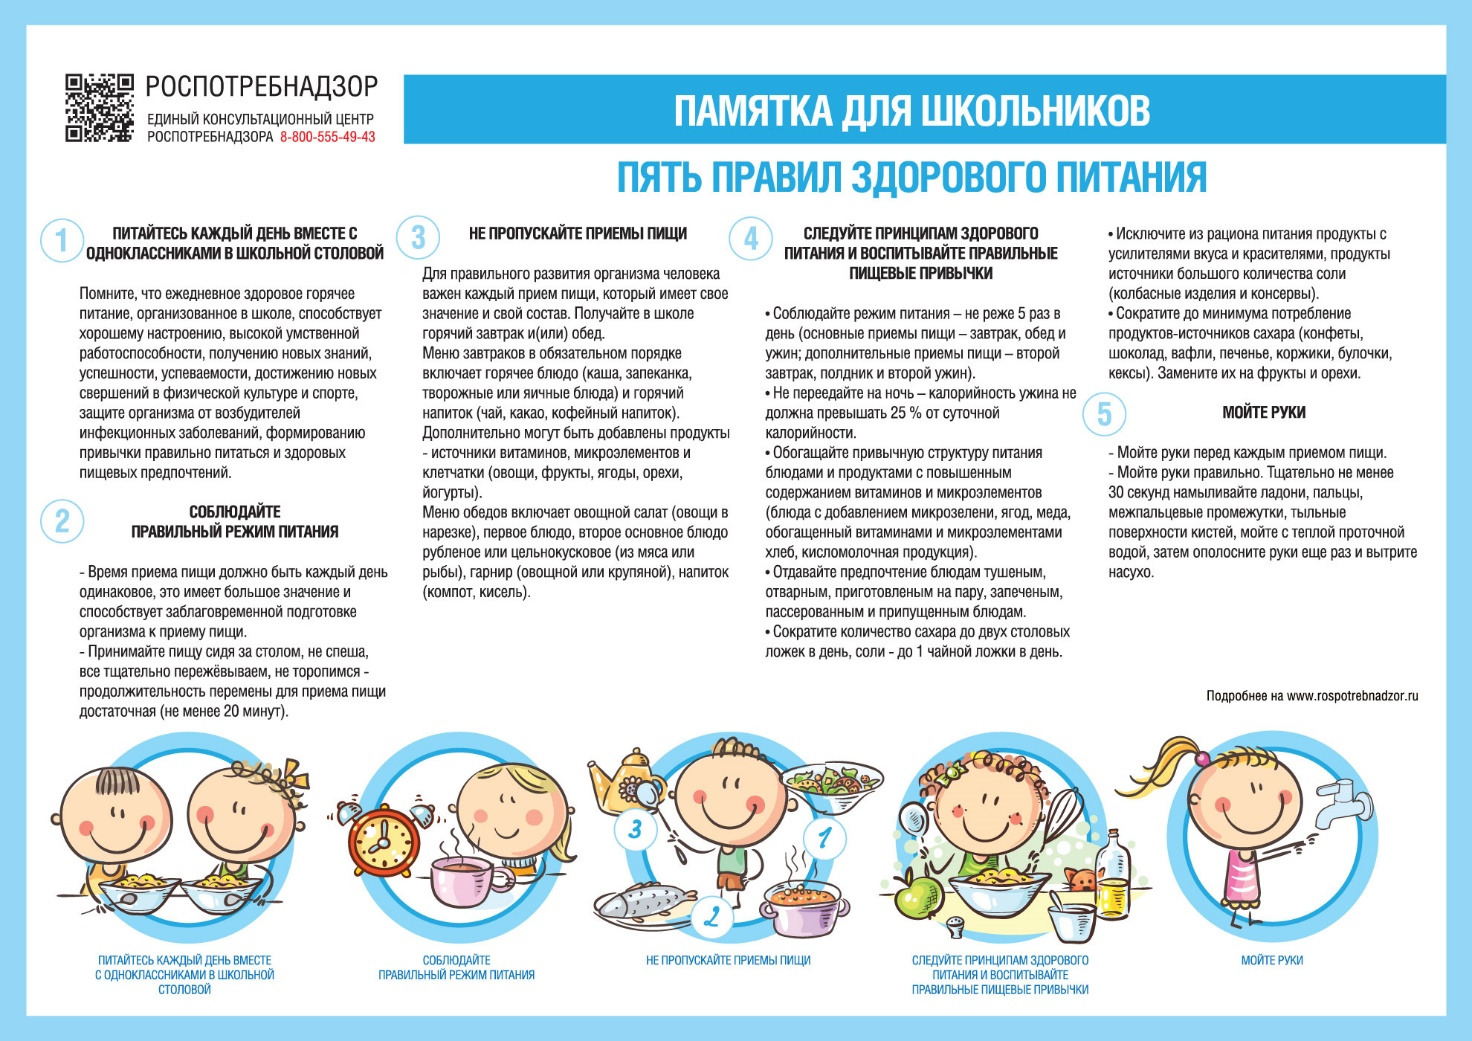 РОСПОТРЕБНАДЗОР
ЕДИНЫЙ КОНСУЛЬТАЦИОННЫЙ ЦЕНТР
РОСПОТРЕБНАДЗОРА 8-800-555-49-43
ПАМЯТКА ДЛЯ ШКОЛЬНИКОВ
ПЯТЬ ПРАВИЛ ЗДОРОВОГО ПИТАНИЯ
1
ПИТАЙТЕСЬ КАЖДЫЙ ДЕНЬ ВМЕСТЕ С
ОДНОКЛАССНИКАМИ В ШКОЛЬНОЙ СТОЛОВОЙ
Помните, что ежедневное здоровое горячее
питание, организованное в школе, способствует
хорошему настроению, высокой умственной
работоспособности, получению новых знаний,
успешности, успеваемости, достижению новых
свершений в физической культуре и спорте,
защите организма от возбудителей
инфекционных заболеваний, формированию
привычки правильно питаться и здоровых
пищевых предпочтений.
2
СОБЛЮДАЙТЕ
ПРАВИЛЬНЫЙ РЕЖИМ ПИТАНИЯ
- Время приема пищи должно быть каждый день
одинаковое, это имеет большое значение и
способствует заблаговременной подготовке
организма к приему пищи.
- Принимайте пищу сидя за столом, не спеша,
все тщательно пережёвываем, не торопимся -
продолжительность перемены для приема пищи
достаточная (не менее 20 минут).
3
НЕ ПРОПУСКАЙТЕ ПРИЕМЫ ПИЩИ
Для правильного развития организма человека
важен каждый прием пищи, который имеет свое
значение и свой состав. Получайте в школе
горячий завтрак и(или) обед.
Меню завтраков в обязательном порядке
включает горячее блюдо (каша, запеканка,
творожные или яичные блюда) и горячий
напиток (чай, какао, кофейный напиток).
Дополнительно могут быть добавлены продукты
- источники витаминов, микроэлементов и
клетчатки (овощи, фрукты, ягоды, орехи,
йогурты).
Меню обедов включает овощной салат (овощи в
нарезке), первое блюдо, второе основное блюдо
рубленое или цельнокусковое (из мяса или
рыбы), гарнир (овощной или крупяной), напиток
(компот, кисель).
4
СЛЕДУЙТЕ ПРИНЦИПАМ ЗДОРОВОГО
ПИТАНИЯ И ВОСПИТЫВАЙТЕ ПРАВИЛЬНЫЕ
ПИЩЕВЫЕ ПРИВЫЧКИ
• Соблюдайте режим питания – не реже 5 раз в
день (основные приемы пищи – завтрак, обед и
ужин; дополнительные приемы пищи – второй
завтрак, полдник и второй ужин).
• Не переедайте на ночь – калорийность ужина не
должна превышать 25 % от суточной
калорийности.
• Обогащайте привычную структуру питания
блюдами и продуктами с повышенным
содержанием витаминов и микроэлементов
(блюда с добавлением микрозелени, ягод, меда,
обогащенный витаминами и микроэлементами
хлеб, кисломолочная продукция).
• Отдавайте предпочтение блюдам тушеным,
отварным, приготовленым на пару, запеченым,
пассерованным и припущенным блюдам.
• Сократите количество сахара до двух столовых
ложек в день, соли - до 1 чайной ложки в день.
• Исключите из рациона питания продукты с
усилителями вкуса и красителями, продукты
источники большого количества соли
(колбасные изделия и консервы).
• Сократите до минимума потребление
продуктов-источников сахара (конфеты,
шоколад, вафли, печенье, коржики, булочки,
кексы). Замените их на фрукты и орехи.
5
МОЙТЕ РУКИ
- Мойте руки перед каждым приемом пищи.
- Мойте руки правильно. Тщательно не менее
30 секунд намыливайте ладони, пальцы,
межпальцевые промежутки, тыльные
поверхности кистей, мойте с теплой проточной
водой, затем ополосните руки еще раз и вытрите
насухо.
Подробнее на www.rospotrebnadzor.ru
3
1
2
ПИТАЙТЕСЬ КАЖДЫЙ ДЕНЬ ВМЕСТЕ
С ОДНОКЛАССНИКАМИ В ШКОЛЬНОЙ
СТОЛОВОЙ
СОБЛЮДАЙТЕ
ПРАВИЛЬНЫЙ РЕЖИМ ПИТАНИЯ
НЕ ПРОПУСКАЙТЕ ПРИЕМЫ ПИЩИ
СЛЕДУЙТЕ ПРИНЦИПАМ ЗДОРОВОГО
ПИТАНИЯ И ВОСПИТЫВАЙТЕ
ПРАВИЛЬНЫЕ ПИЩЕВЫЕ ПРИВЫЧКИ
МОЙТЕ РУКИ